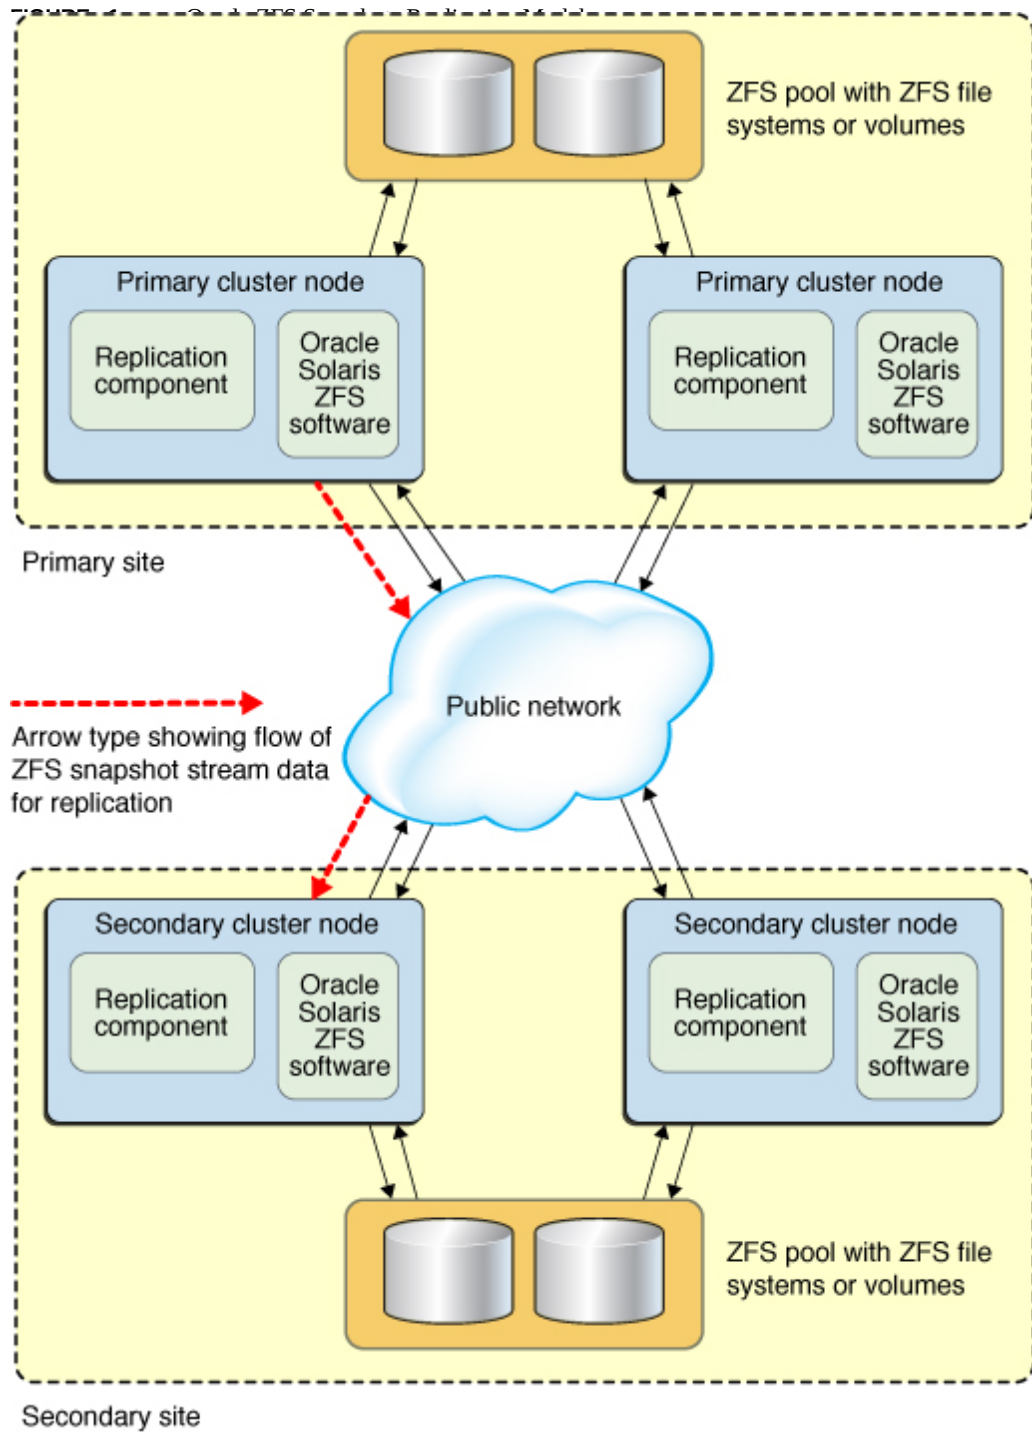 ZFS pool with ZFS file
systems or volumes
Primary cluster node
Replication
component
Oracle
Solaris
ZFS
software
Primary cluster node
Replication
component
Oracle
Solaris
ZFS
software
Primary site
Public network
Arrow type showing flow of
ZFS snapshot stream data
for replication
Secondary cluster node
Replication
component
Oracle
Solaris
ZFS
software
Secondary cluster node
Replication
component
Oracle
Solaris
ZFS
software
ZFS pool with ZFS file
systems or volumes
Secondary site